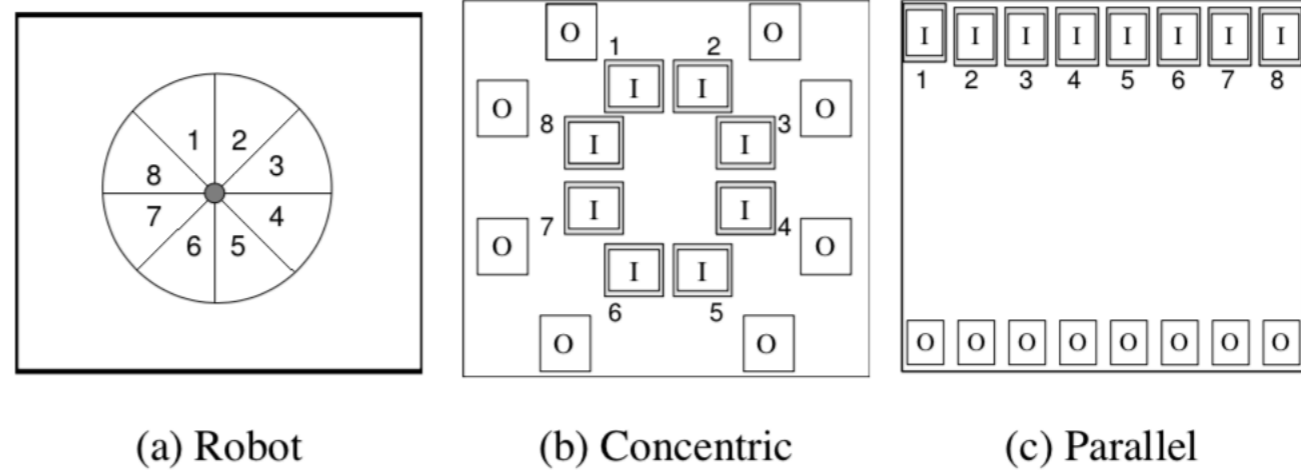 1 2
8 3
7 4
6 5
(a) Robot
O O
1 2
I I
O O
8 I I 3
I I
7 4
O O
I I
6 5
O O
(b) Concentric
I I I I I I I I
1 2 3 4 5 6 7 8
O O O O O O O O
(c) Parallel